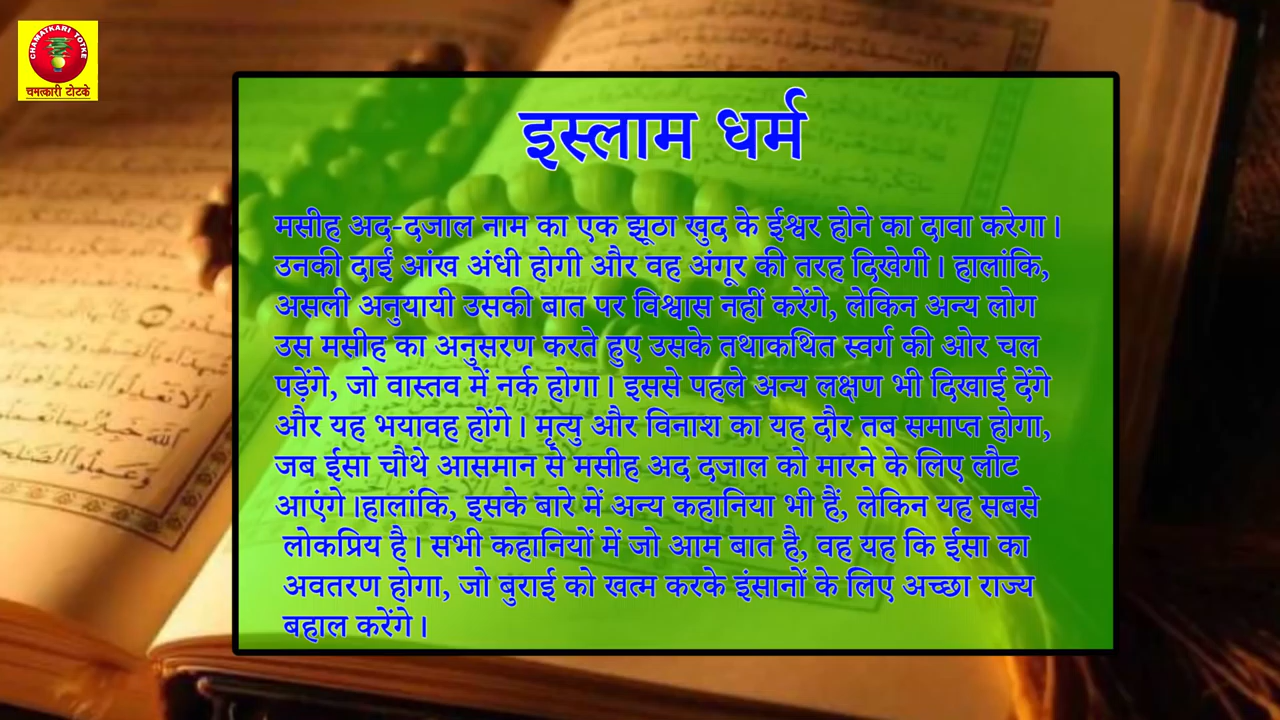 CHAMATKARI TOTKE
चमत्कारी टोटके
इस्लाम धर्म
मसीह अद-दजाल नाम का एक झूठा खुद के ईश्वर होने का दावा करेगा।
उनकी दाईं आंख अंधी होगी और वह अंगूर की तरह दिखेगी। हालांकि,
असली अनुयायी उसकी बात पर विश्वास नहीं करेंगे, लेकिन अन्य लोग
उस मसीह का अनुसरण करते हुए उसके तथाकथित स्वर्ग की ओर चल
पड़ेंगे, जो वास्तव में नर्क होगा। इससे पहले अन्य लक्षण भी दिखाई देंगे
और यह भयावह होंगे। मृत्यु और विनाश का यह दौर तब समाप्त होगा,
जब ईसा चौथे आसमान से मसीह अद दजाल को मारने के लिए लौट
आएंगे।हालांकि, इसके बारे में अन्य कहानिया भी हैं, लेकिन यह सबसे
लोकप्रिय है। सभी कहानियों में जो आम बात है, वह यह कि ईसा का
अवतरण होगा, जो बुराई को खत्म करके इंसानों के लिए अच्छा राज्य
बहाल करेंगे।